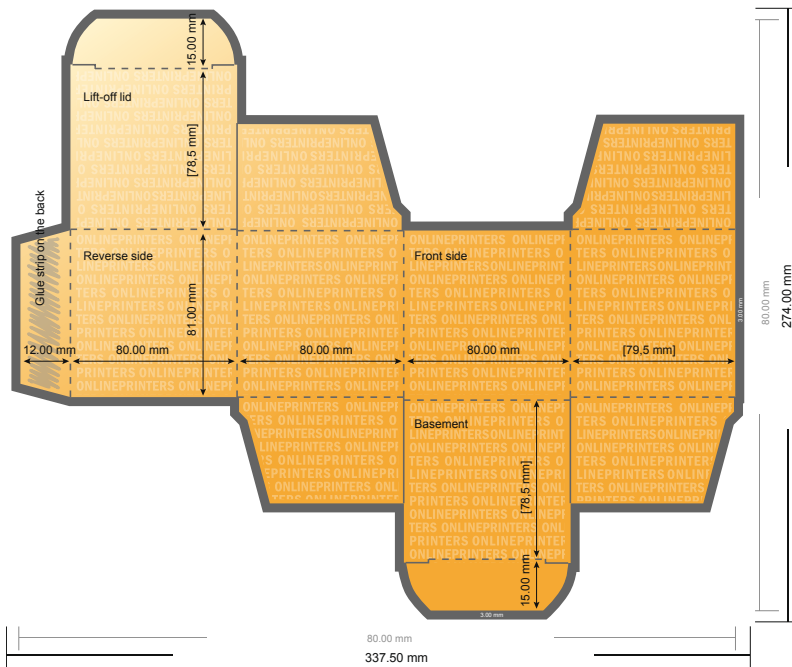 15.00 mm
Lift-off lid
[78,5 mm]
Glue strip on the back
Reverse side
Front side
81.00 mm
3.00 mm
80.00 mm
274.00 mm
12.00 mm
80.00 mm
80.00 mm
80.00 mm
[79,5 mm]
Basement
[78,5 mm]
15.00 mm
3.00 mm
80.00 mm
337.50 mm
ONLINEPRINTERS ONLINEPRINTERS